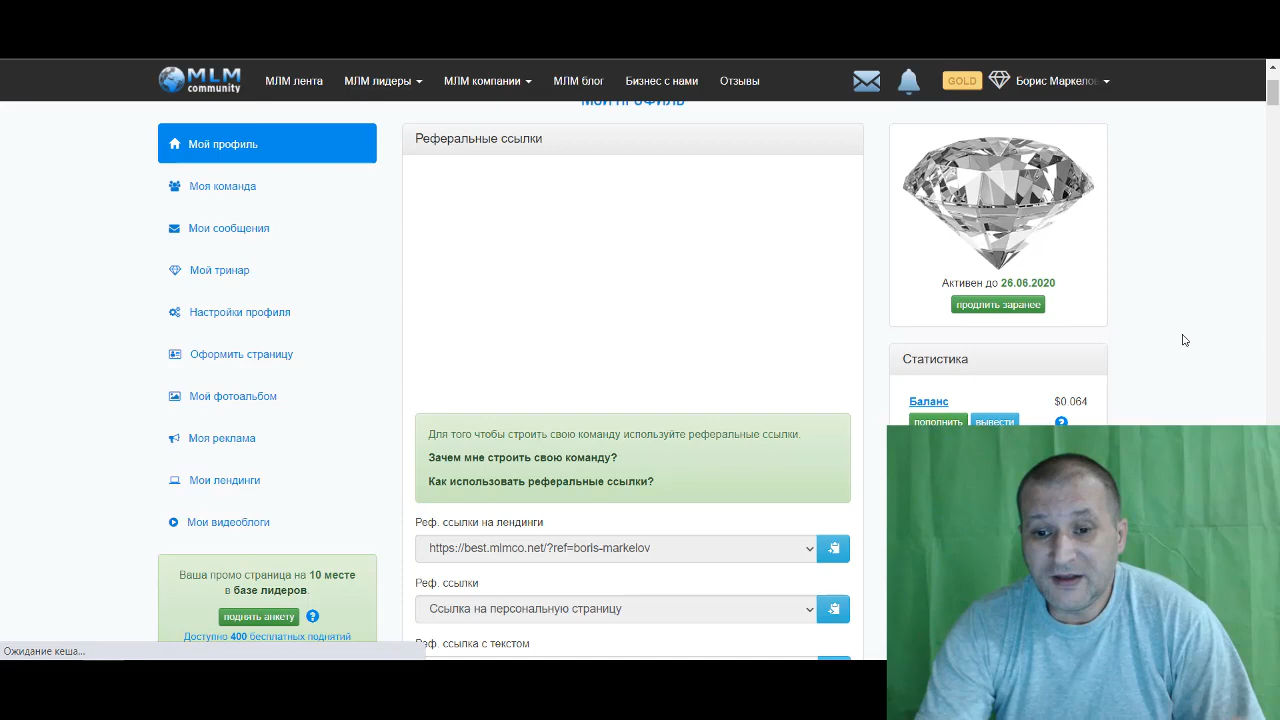 MLM community
МЛМ лента
МЛМ лидеры
МЛМ компании
МЛМ блог
Бизнес с нами
Отзывы
GOLD
Борис Маркелов
Мой профиль
Мой профиль
Моя команда
Мои сообщения
Мой тринар
Настройки профиля
Оформить страницу
Мой фотоальбом
Моя реклама
Мои лендинги
Мои видеоблоги
Ваша промо страница на 10 месте
в базе лидеров.
поднять анкету
Доступно 400 бесплатных поднятий
Ожидание кеша...
Реферальные ссылки
Для того чтобы строить свою команду используйте реферальные ссылки.
Зачем мне строить свою команду?
Как использовать реферальные ссылки?
Реф. ссылки на лендинги
https://best.mlmco.net/?ref=boris-markelov
Реф. ссылки
Ссылка на персональную страницу
Реф. ссылка с текстом
Активен до 26.06.2020
продлить заранее
Статистика
Баланс $0.064
пополнить вывести